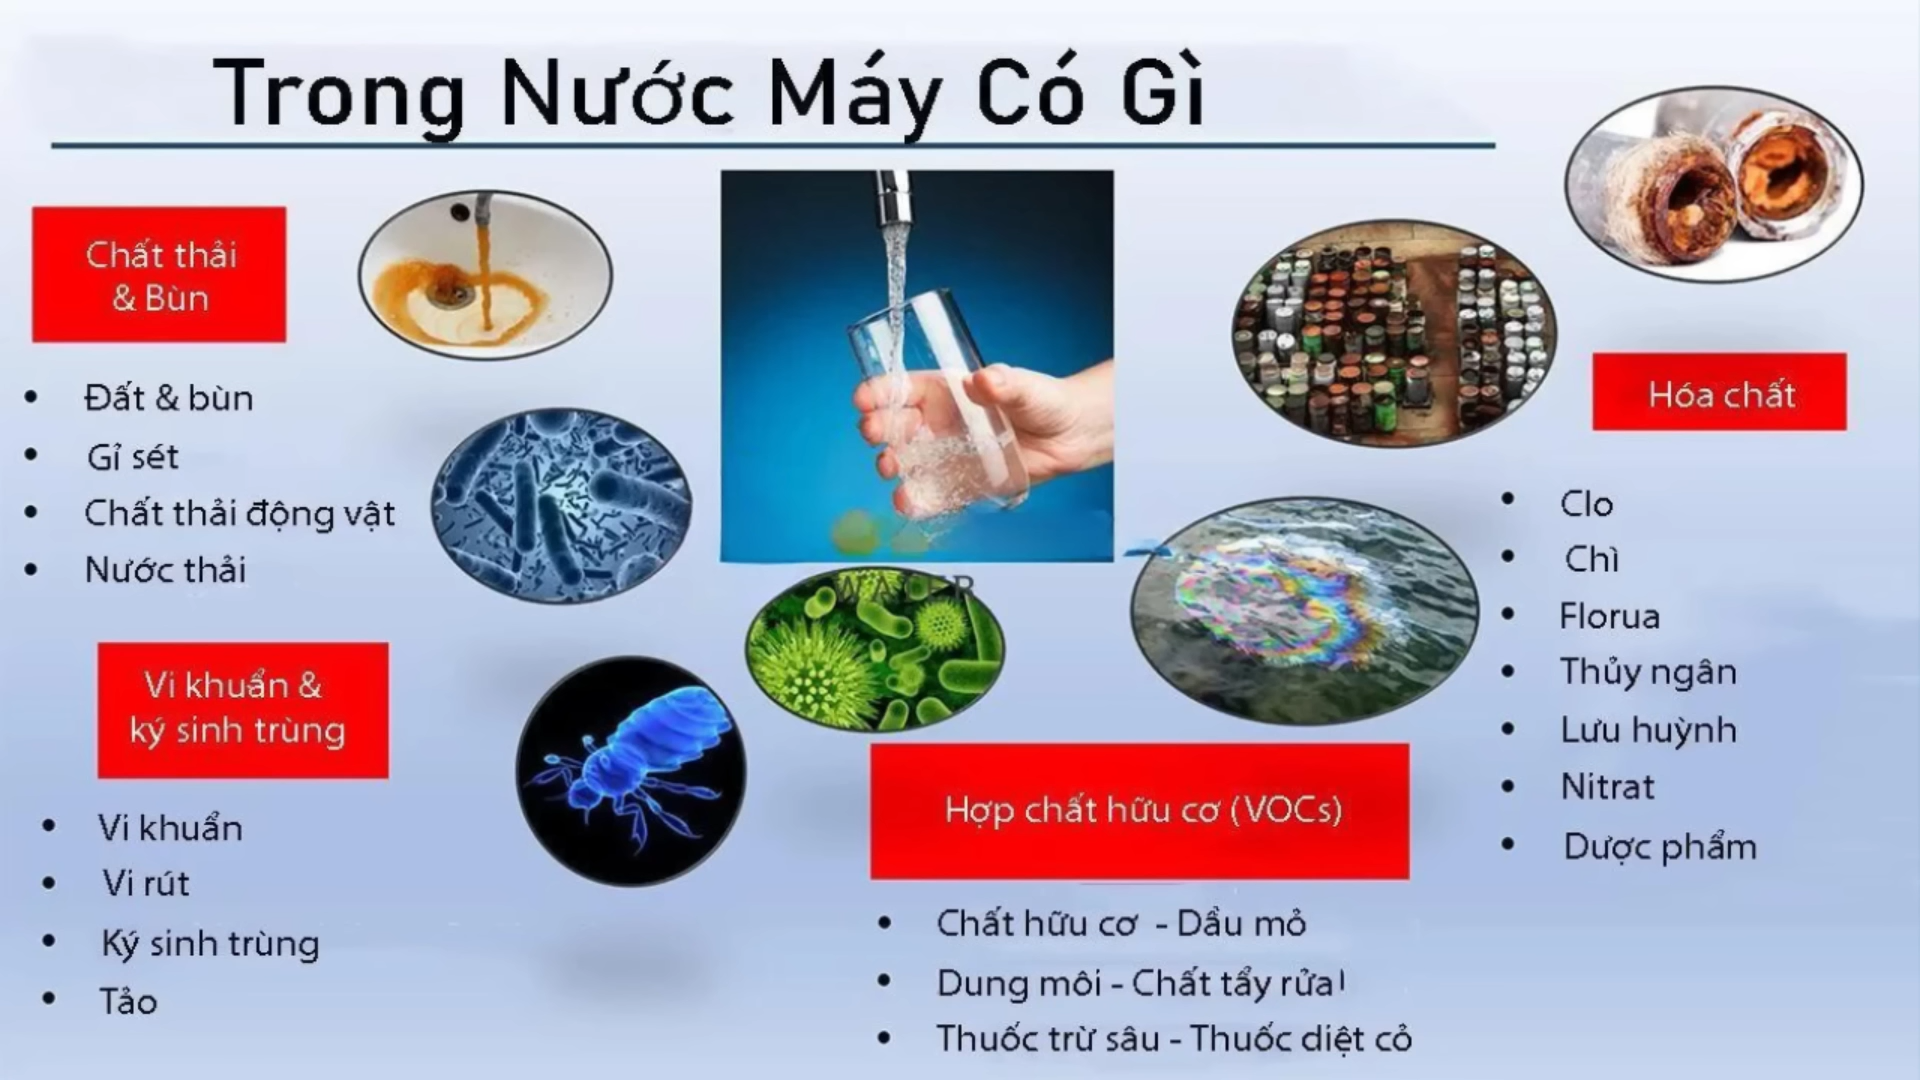 Trong Nước Máy Có Gì
Chất thải
& Bùn
• Đất & bùn
• Gỉ sét
• Chất thải động vật
• Nước thải
Vi khuẩn &
ký sinh trùng
• Vi khuẩn
• Vi rút
• Ký sinh trùng
• Tảo
WATER
Hợp chất hữu cơ (VOCs)
• Chất hữu cơ - Dầu mỏ
• Dung môi - Chất tẩy rửa
• Thuốc trừ sâu - Thuốc diệt cỏ
Hóa chất
• Clo
• Chì
• Florua
• Thủy ngân
• Lưu huỳnh
• Nitrat
• Dược phẩm